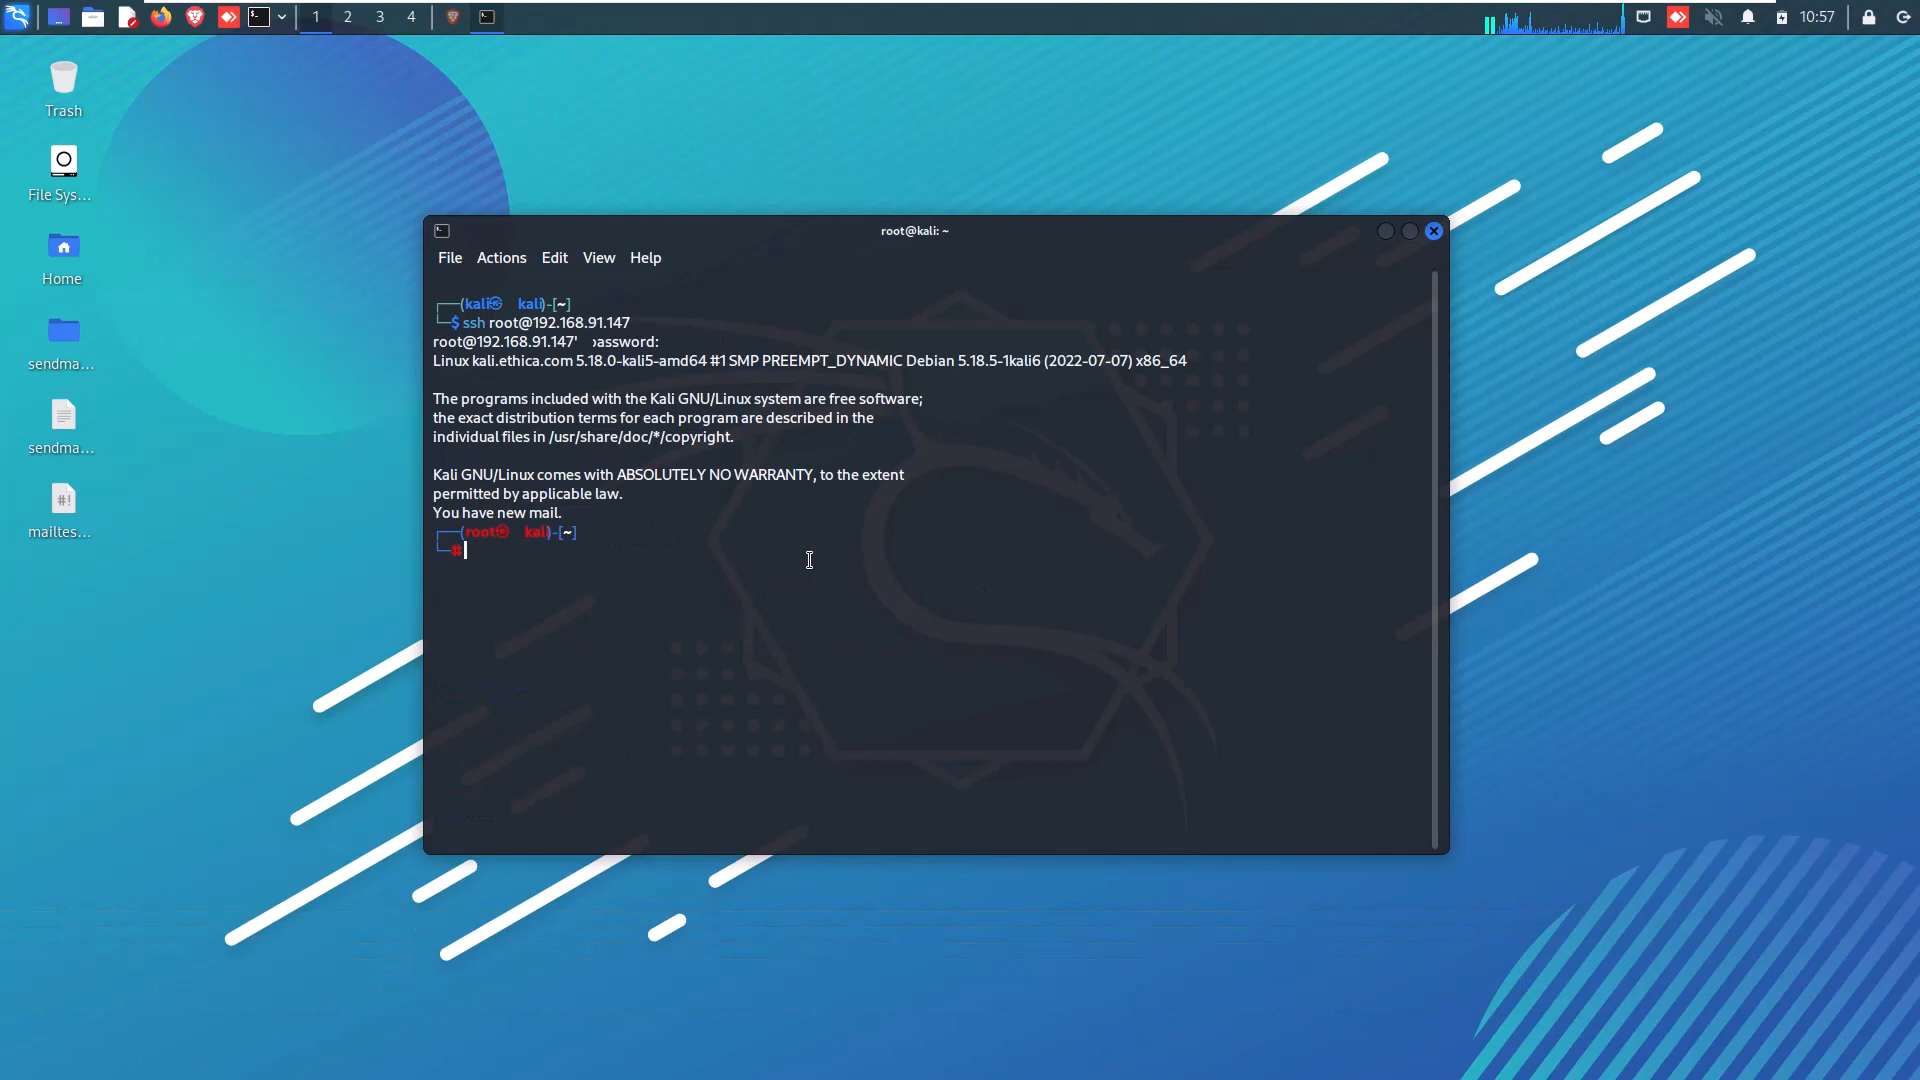 1 2 3 4
10:57
Trash
File Sys...
Home
sendma...
sendma...
mailtes...
root@kali: ~
File Actions Edit View Help
┌──(kali㉿ kali)-[~]
└─$ ssh root@192.168.91.147
root@192.168.91.147' password:
Linux kali.ethica.com 5.18.0-kali5-amd64 #1 SMP PREEMPT_DYNAMIC Debian 5.18.5-1kali6 (2022-07-07) x86_64
The programs included with the Kali GNU/Linux system are free software;
the exact distribution terms for each program are described in the
individual files in /usr/share/doc/*/copyright.
Kali GNU/Linux comes with ABSOLUTELY NO WARRANTY, to the extent
permitted by applicable law.
You have new mail.
┌──(root㉿ kali)-[~]
└─#